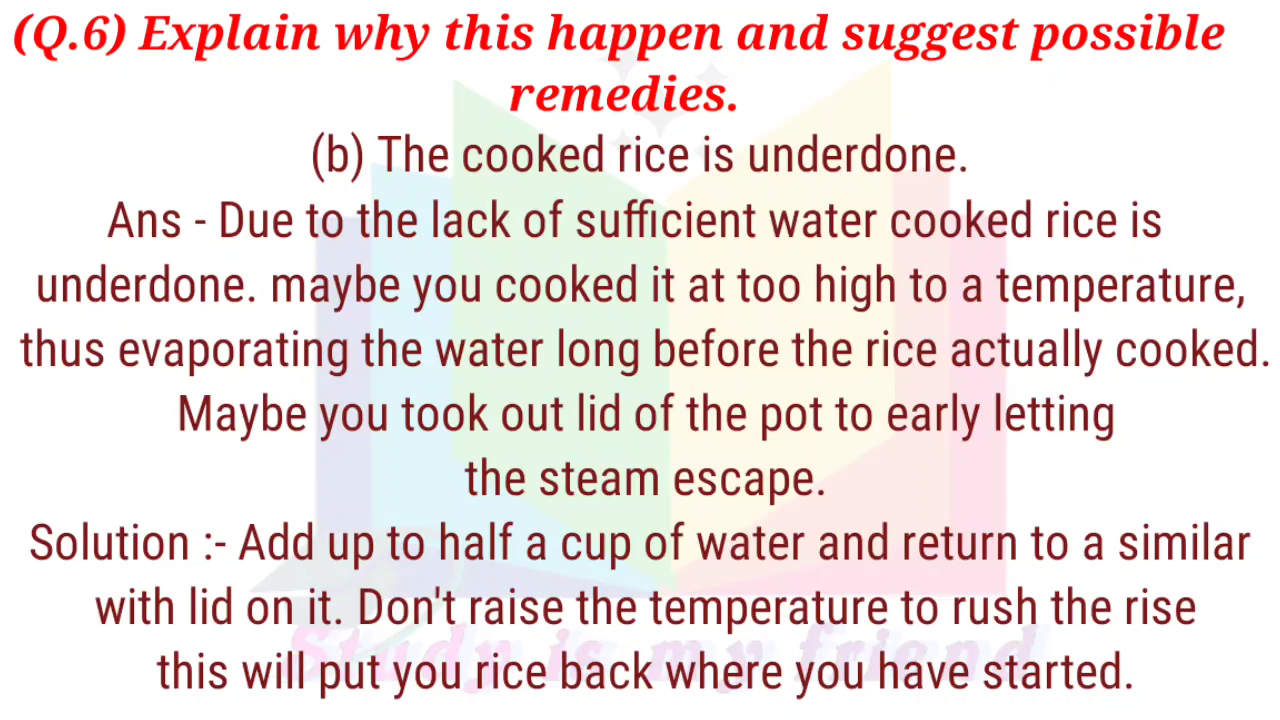 (Q.6) Explain why this happen and suggest possible
remedies.
(b) The cooked rice is underdone.
Ans - Due to the lack of sufficient water cooked rice is
underdone. maybe you cooked it at too high to a temperature,
thus evaporating the water long before the rice actually cooked.
Maybe you took out lid of the pot to early letting
the steam escape.
Solution :- Add up to half a cup of water and return to a similar
with lid on it. Don't raise the temperature to rush the rise
Study is my friend
this will put you rice back where you have started.